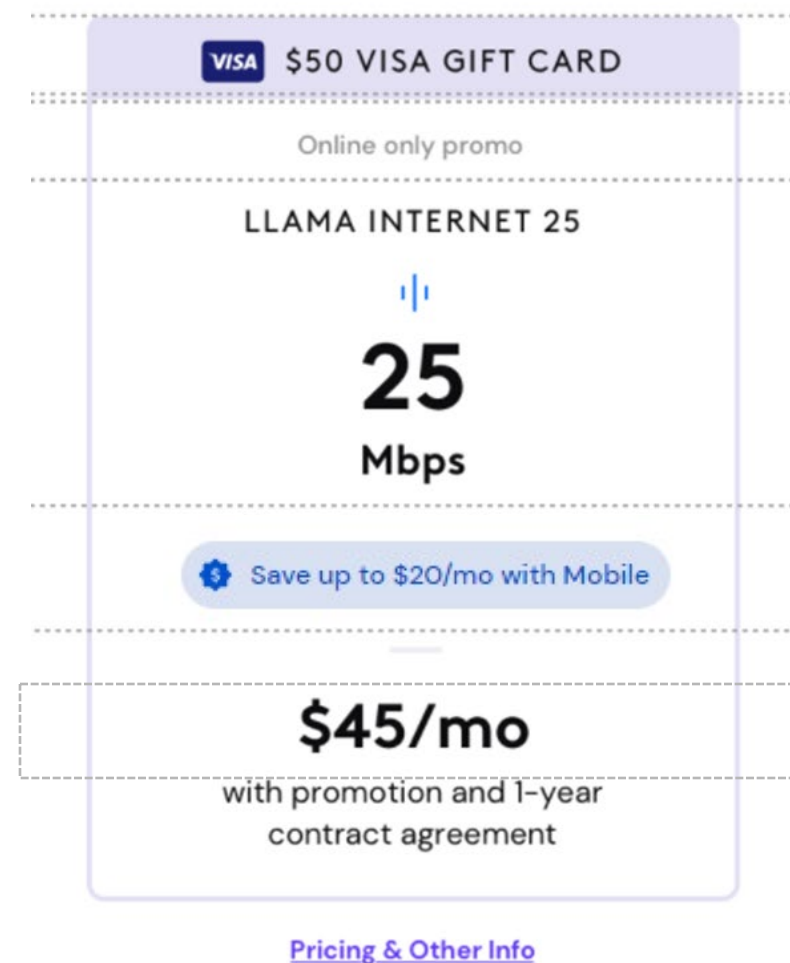 VISA $50 VISA GIFT CARD
Online only promo
LLAMA INTERNET 25
25
Mbps
$ Save up to $20/mo with Mobile
$45/mo
with promotion and 1-year
contract agreement
Pricing & Other Info